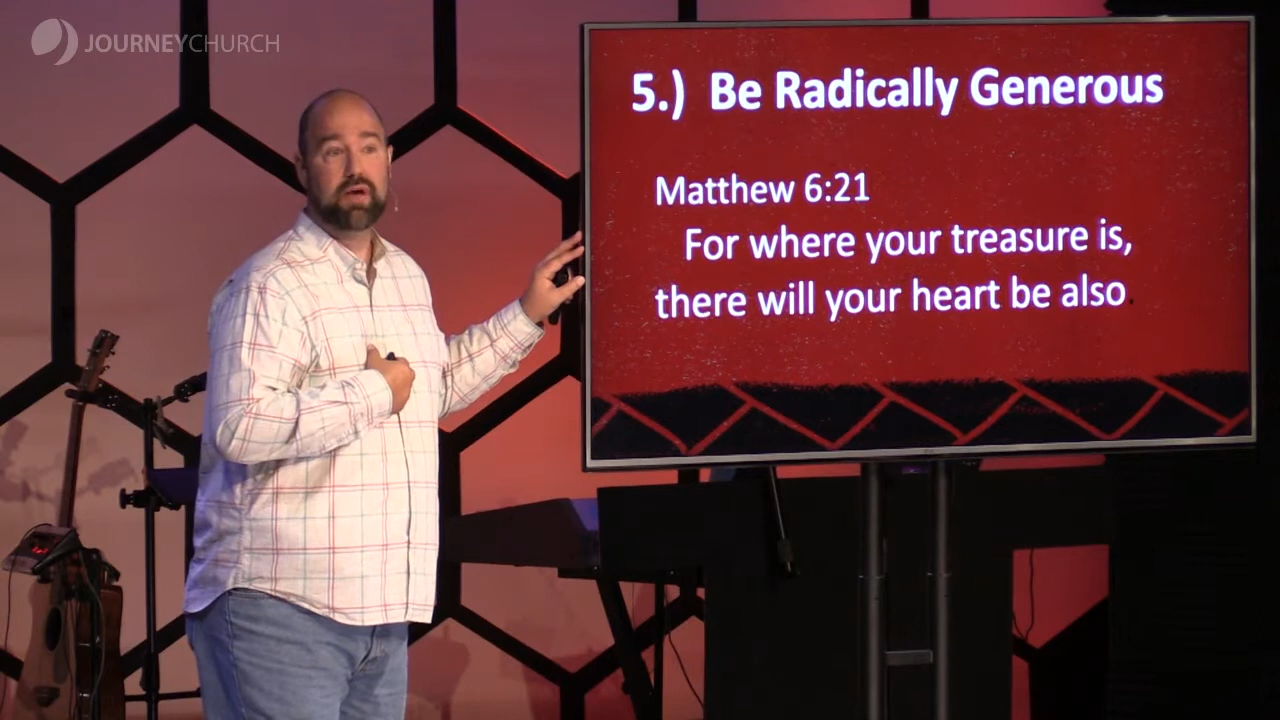 JOURNEYCHURCH
5.) Be Radically Generous
Matthew 6:21
For where your treasure is,
there will your heart be also.